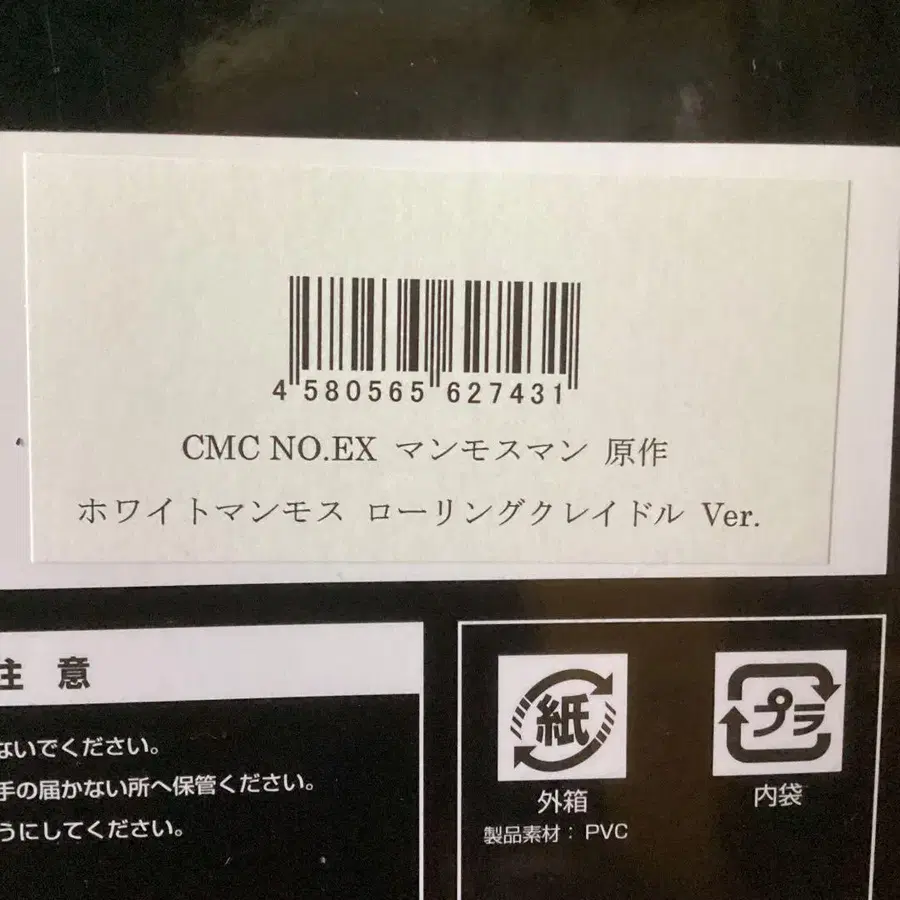 4 580565 627431
CMC NO.EX マンモスマン 原作
ホワイトマンモス ローリングクレイドル Ver.
注意
ないでください。
手の届かない所へ保管ください。
うにしてください。
紙
外箱
製品素材：PVC
プラ
内袋